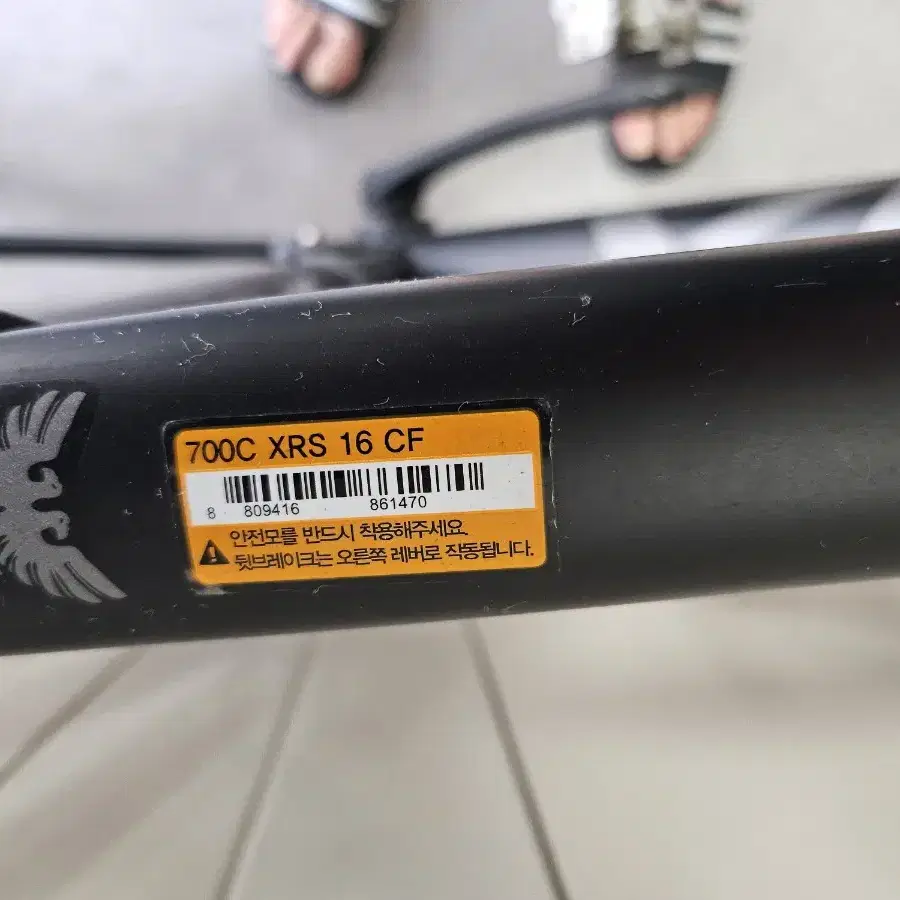 700C XRS 16 CF
8 809416 861470
안전모를 반드시 착용해주세요.
뒷브레이크는 오른쪽 레버로 작동됩니다.